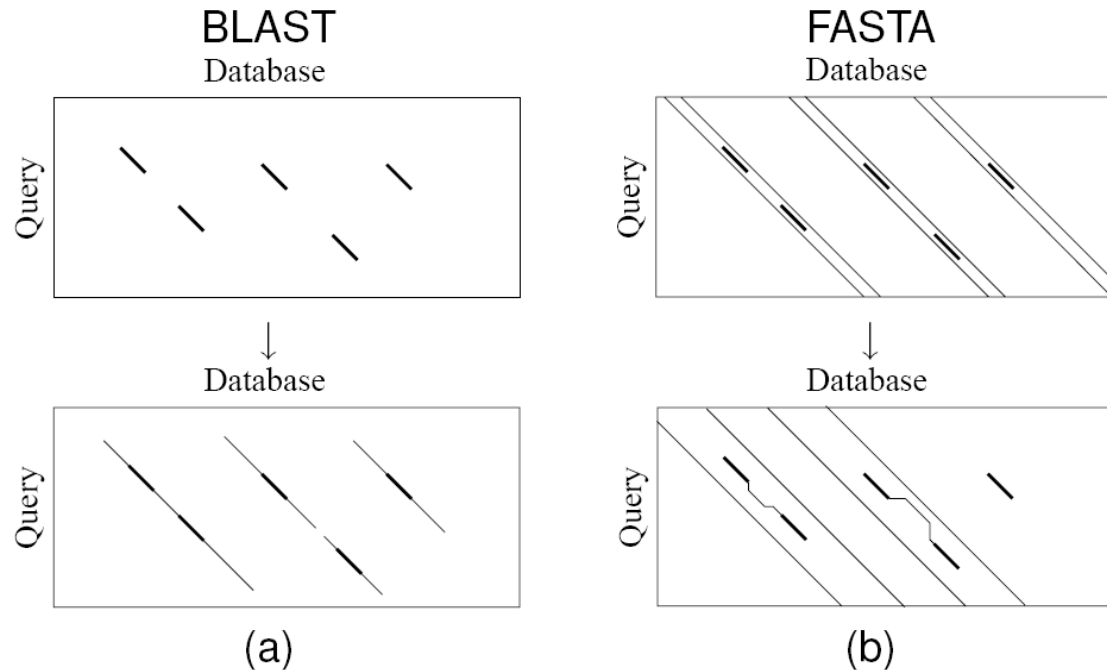 BLAST
Database
Query
↓
Database
Query
(a)
FASTA
Database
Query
↓
Database
Query
(b)